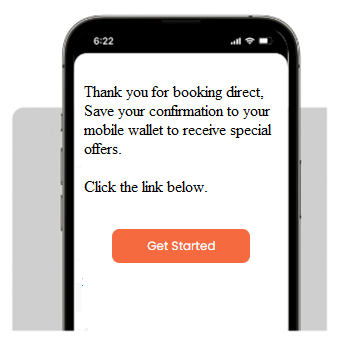 6:22
Thank you for booking direct,
Save your confirmation to your
mobile wallet to receive special
offers.
Click the link below.
Get Started